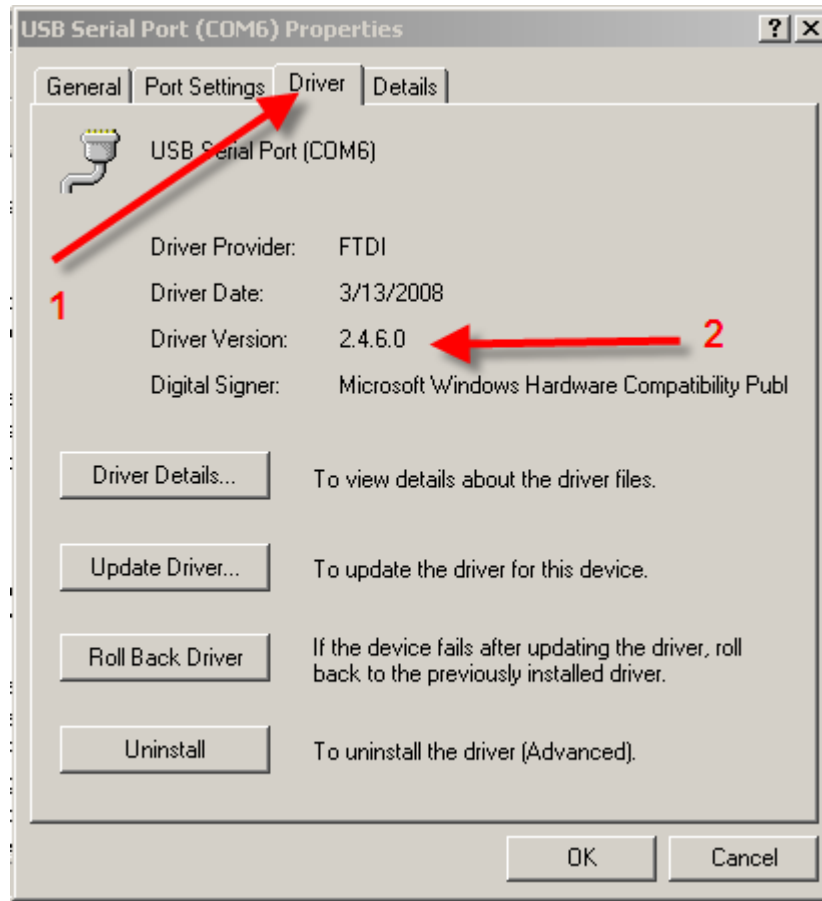 USB Serial Port (COM6) Properties
General Port Settings Driver Details
USB Serial Port (COM6)
Driver Provider: FTDI
1 Driver Date: 3/13/2008
Driver Version: 2.4.6.0 2
Digital Signer: Microsoft Windows Hardware Compatibility Publ
Driver Details... To view details about the driver files.
Update Driver... To update the driver for this device.
Roll Back Driver If the device fails after updating the driver, roll
back to the previously installed driver.
Uninstall To uninstall the driver (Advanced).
OK Cancel